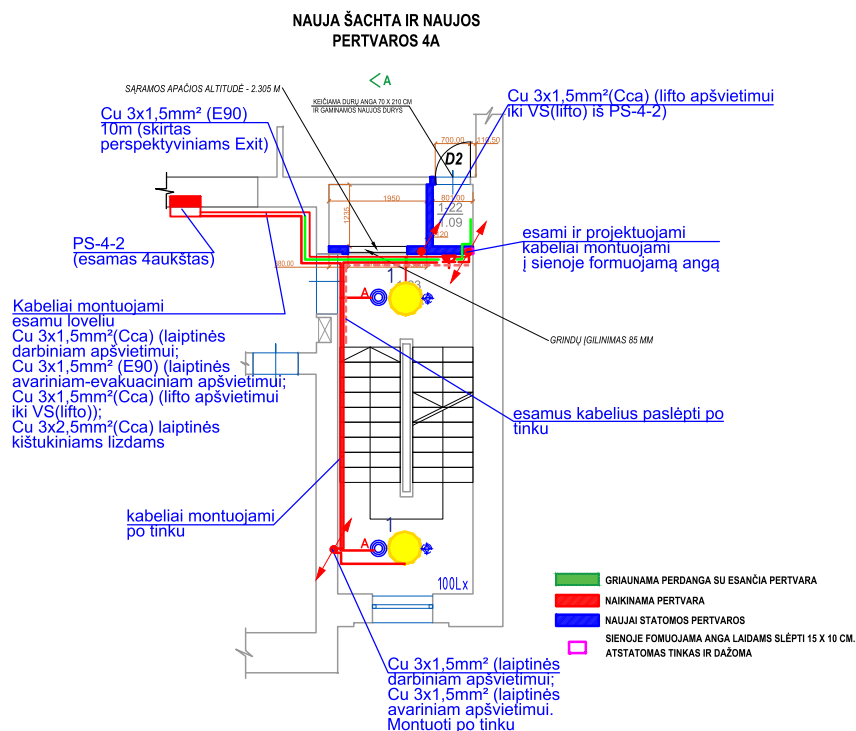 NAUJA ŠACHTA IR NAUJOS
PERTVAROS 4A
A
SĄRAMOS APAČIOS ALTITUDĖ - 2.305 M
KEIČIAMA DURŲ ANGA 70 X 210 CM
IR GAMINAMOS NAUJOS DURYS
Cu 3x1,5mm²(Cca) (lifto apšvietimui
iki VS(lifto) iš PS-4-2)
Cu 3x1,5mm² (E90)
10m (skirtas
perspektyviniams Exit)
700,00
110,50
D2
1950
801,00
1-22
1.09
1235
PS-4-2
(esamas 4aukštas)
esami ir projektuojami
kabeliai montuojami
į sienoje formuojamą angą
1
A
Kabeliai montuojami
esamu loveliu
Cu 3x1,5mm²(Cca) (laiptinės
darbiniam apšvietimui;
Cu 3x1,5mm² (E90) (laiptinės
avariniam-evakuaciniam apšvietimui;
Cu 3x1,5mm²(Cca) (lifto apšvietimui
iki VS(lifto));
Cu 3x2,5mm²(Cca) laiptinės
kištukiniams lizdams
GRINDŲ ĮGILINIMAS 85 MM
esamus kabelius paslėpti po
tinku
kabeliai montuojami
po tinku
1
A
100Lx
GRIAUNAMA PERDANGA SU ESANČIA PERTVARA
NAIKINAMA PERTVARA
NAUJAI STATOMOS PERTVAROS
SIENOJE FOMUOJAMA ANGA LAIDAMS SLĖPTI 15 X 10 CM.
ATSTATOMAS TINKAS IR DAŽOMA
Cu 3x1,5mm² (laiptinės
darbiniam apšvietimui;
Cu 3x1,5mm² (laiptinės
avariniam apšvietimui.
Montuoti po tinku